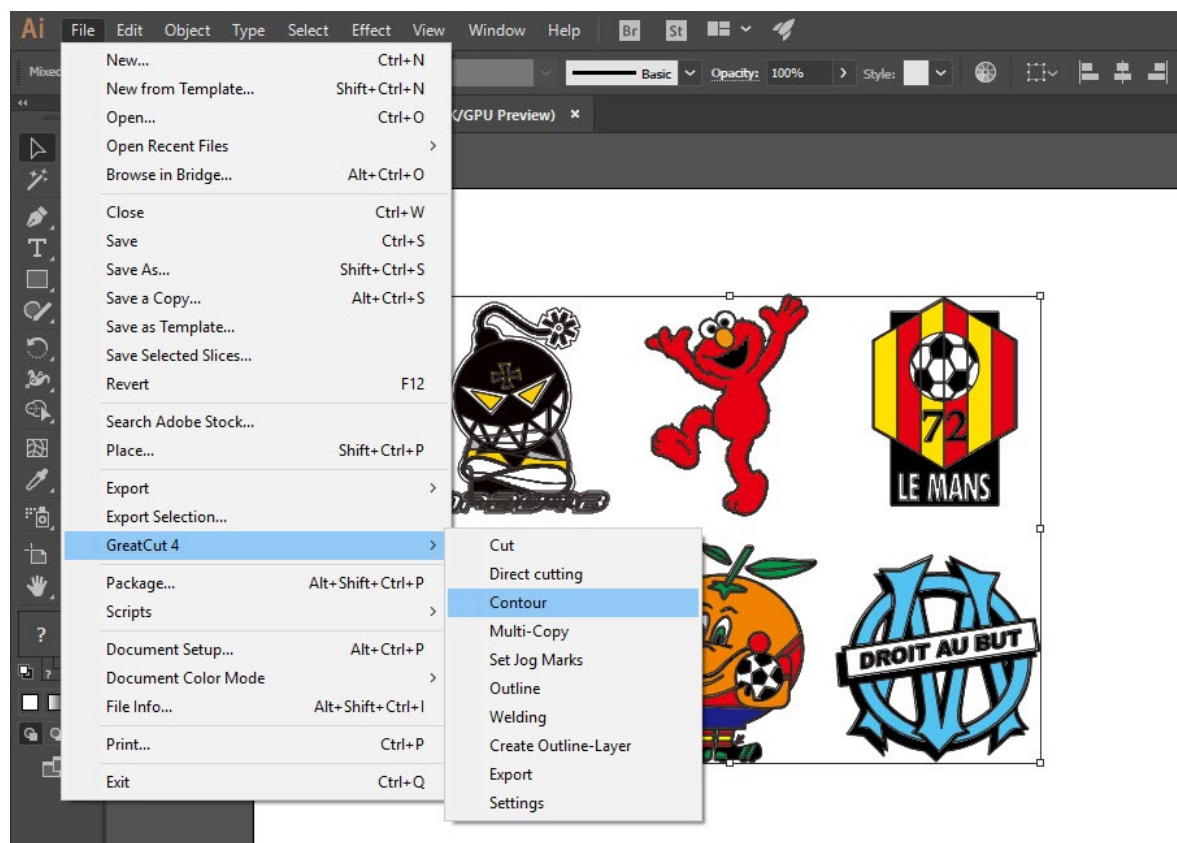 Ai File Edit Object Type Select Effect View Window Help Br St
Mixed Basic Opacity: 100% Style:
K/GPU Preview) ×
New... Ctrl+N
New from Template... Shift+Ctrl+N
Open... Ctrl+O
Open Recent Files
Browse in Bridge... Alt+Ctrl+O
Close Ctrl+W
Save Ctrl+S
Save As... Shift+Ctrl+S
Save a Copy... Alt+Ctrl+S
Save as Template...
Save Selected Slices...
Revert F12
Search Adobe Stock...
Place... Shift+Ctrl+P
Export
Export Selection...
GreatCut 4
Package... Alt+Shift+Ctrl+P
Scripts
Document Setup... Alt+Ctrl+P
Document Color Mode
File Info... Alt+Shift+Ctrl+I
Print... Ctrl+P
Exit Ctrl+Q
Cut
Direct cutting
Contour
Multi-Copy
Set Jog Marks
Outline
Welding
Create Outline-Layer
Export
Settings
72
LE MANS
DROIT AU BUT